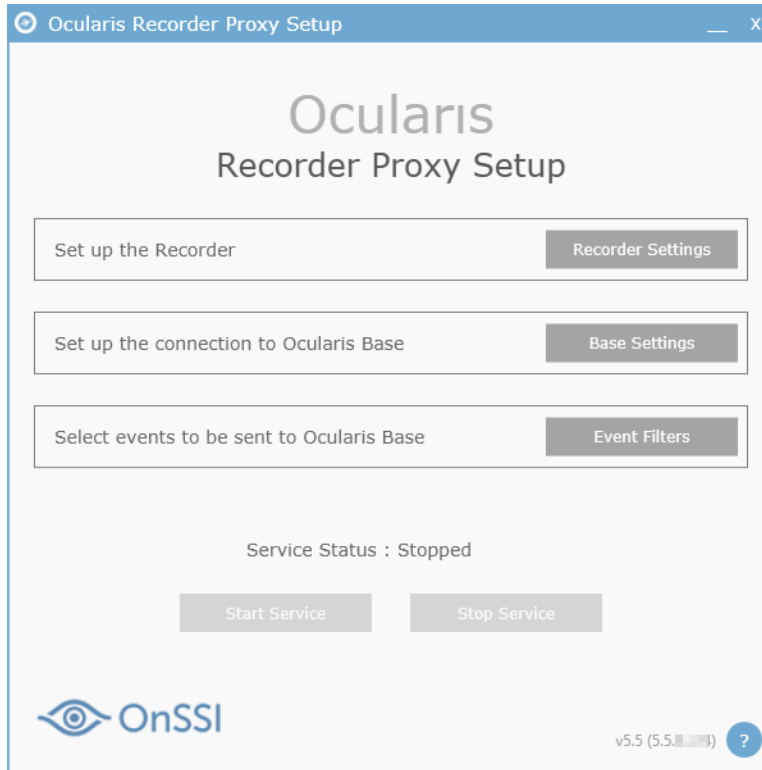 Ocularis Recorder Proxy Setup
Ocularis
Recorder Proxy Setup
Set up the Recorder
Recorder Settings
Set up the connection to Ocularis Base
Base Settings
Select events to be sent to Ocularis Base
Event Filters
Service Status : Stopped
Start Service
Stop Service
OnSSI
v5.5 (5.5.
?